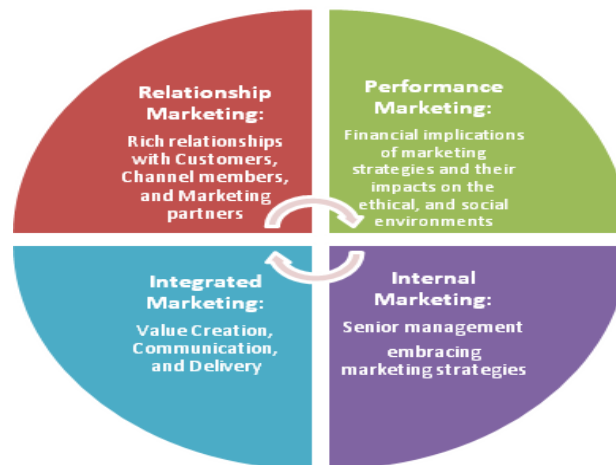 Relationship
Marketing:
Rich relationships
with Customers,
Channel members,
and Marketing
partners
Performance
Marketing:
Financial implications
of marketing
strategies and their
impacts on the
ethical, and social
environments
Integrated
Marketing:
Value Creation,
Communication,
and Delivery
Internal
Marketing:
Senior management
embracing
marketing strategies